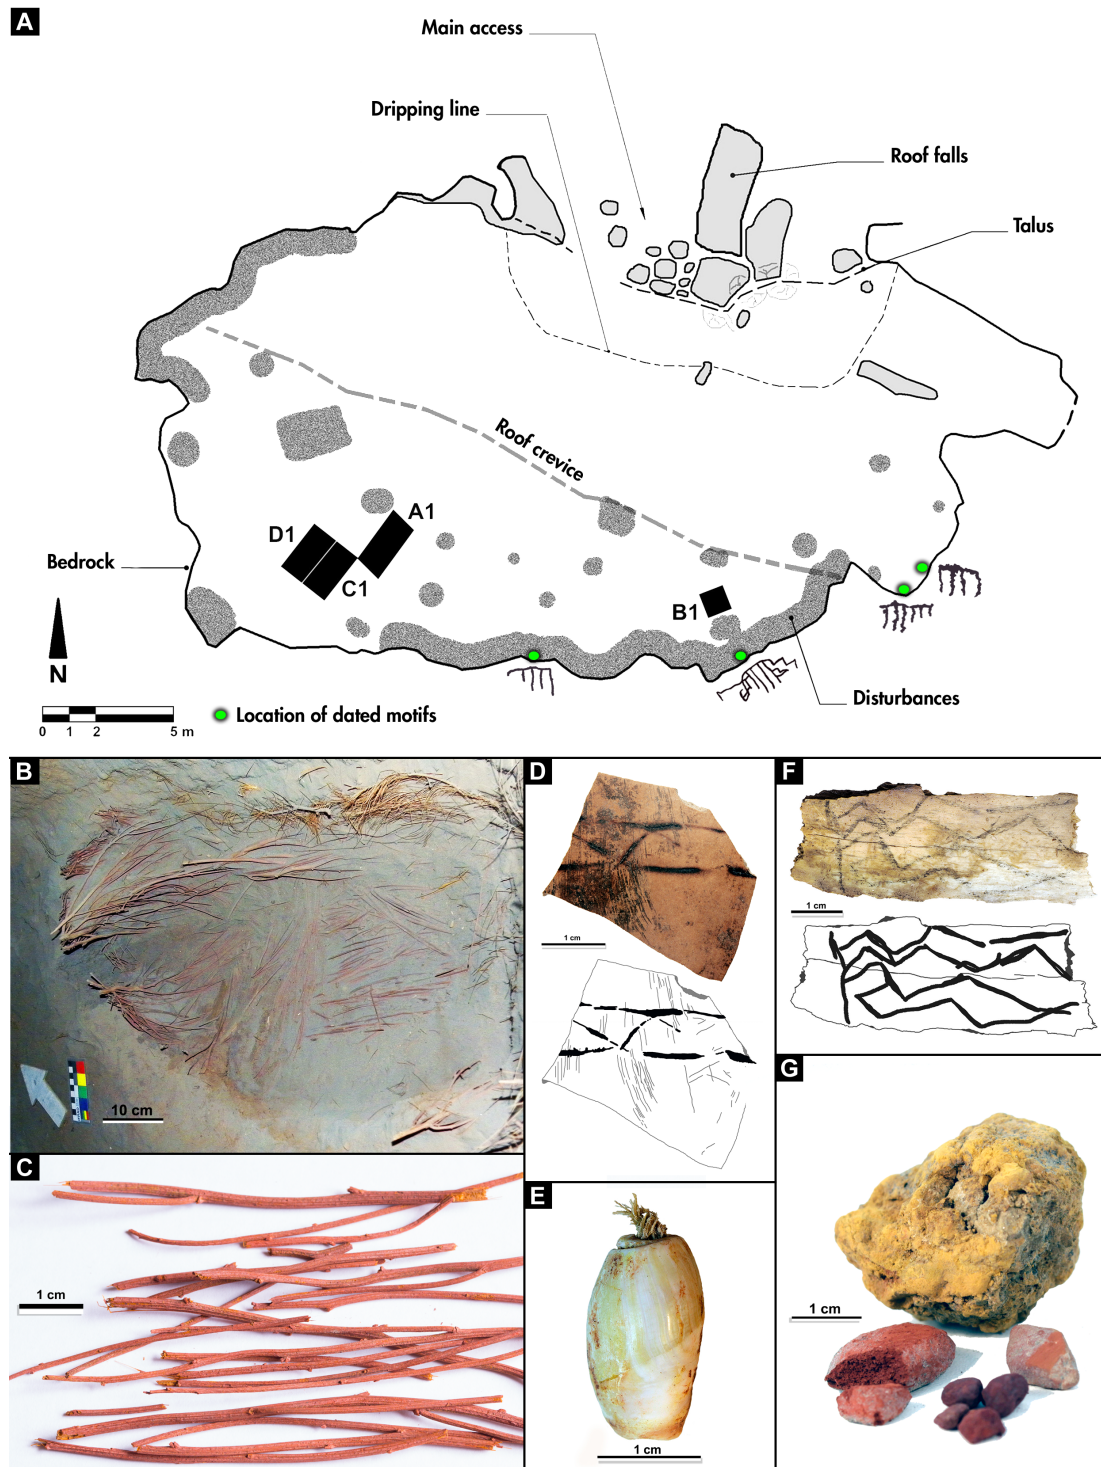 A
Main access
Dripping line
Roof falls
Talus
Roof crevice
A1
D1
C1
B1
Bedrock
N
Disturbances
0 1 2 5 m
Location of dated motifs
B
10 cm
C
1 cm
D
1 cm
E
1 cm
F
1 cm
G
1 cm